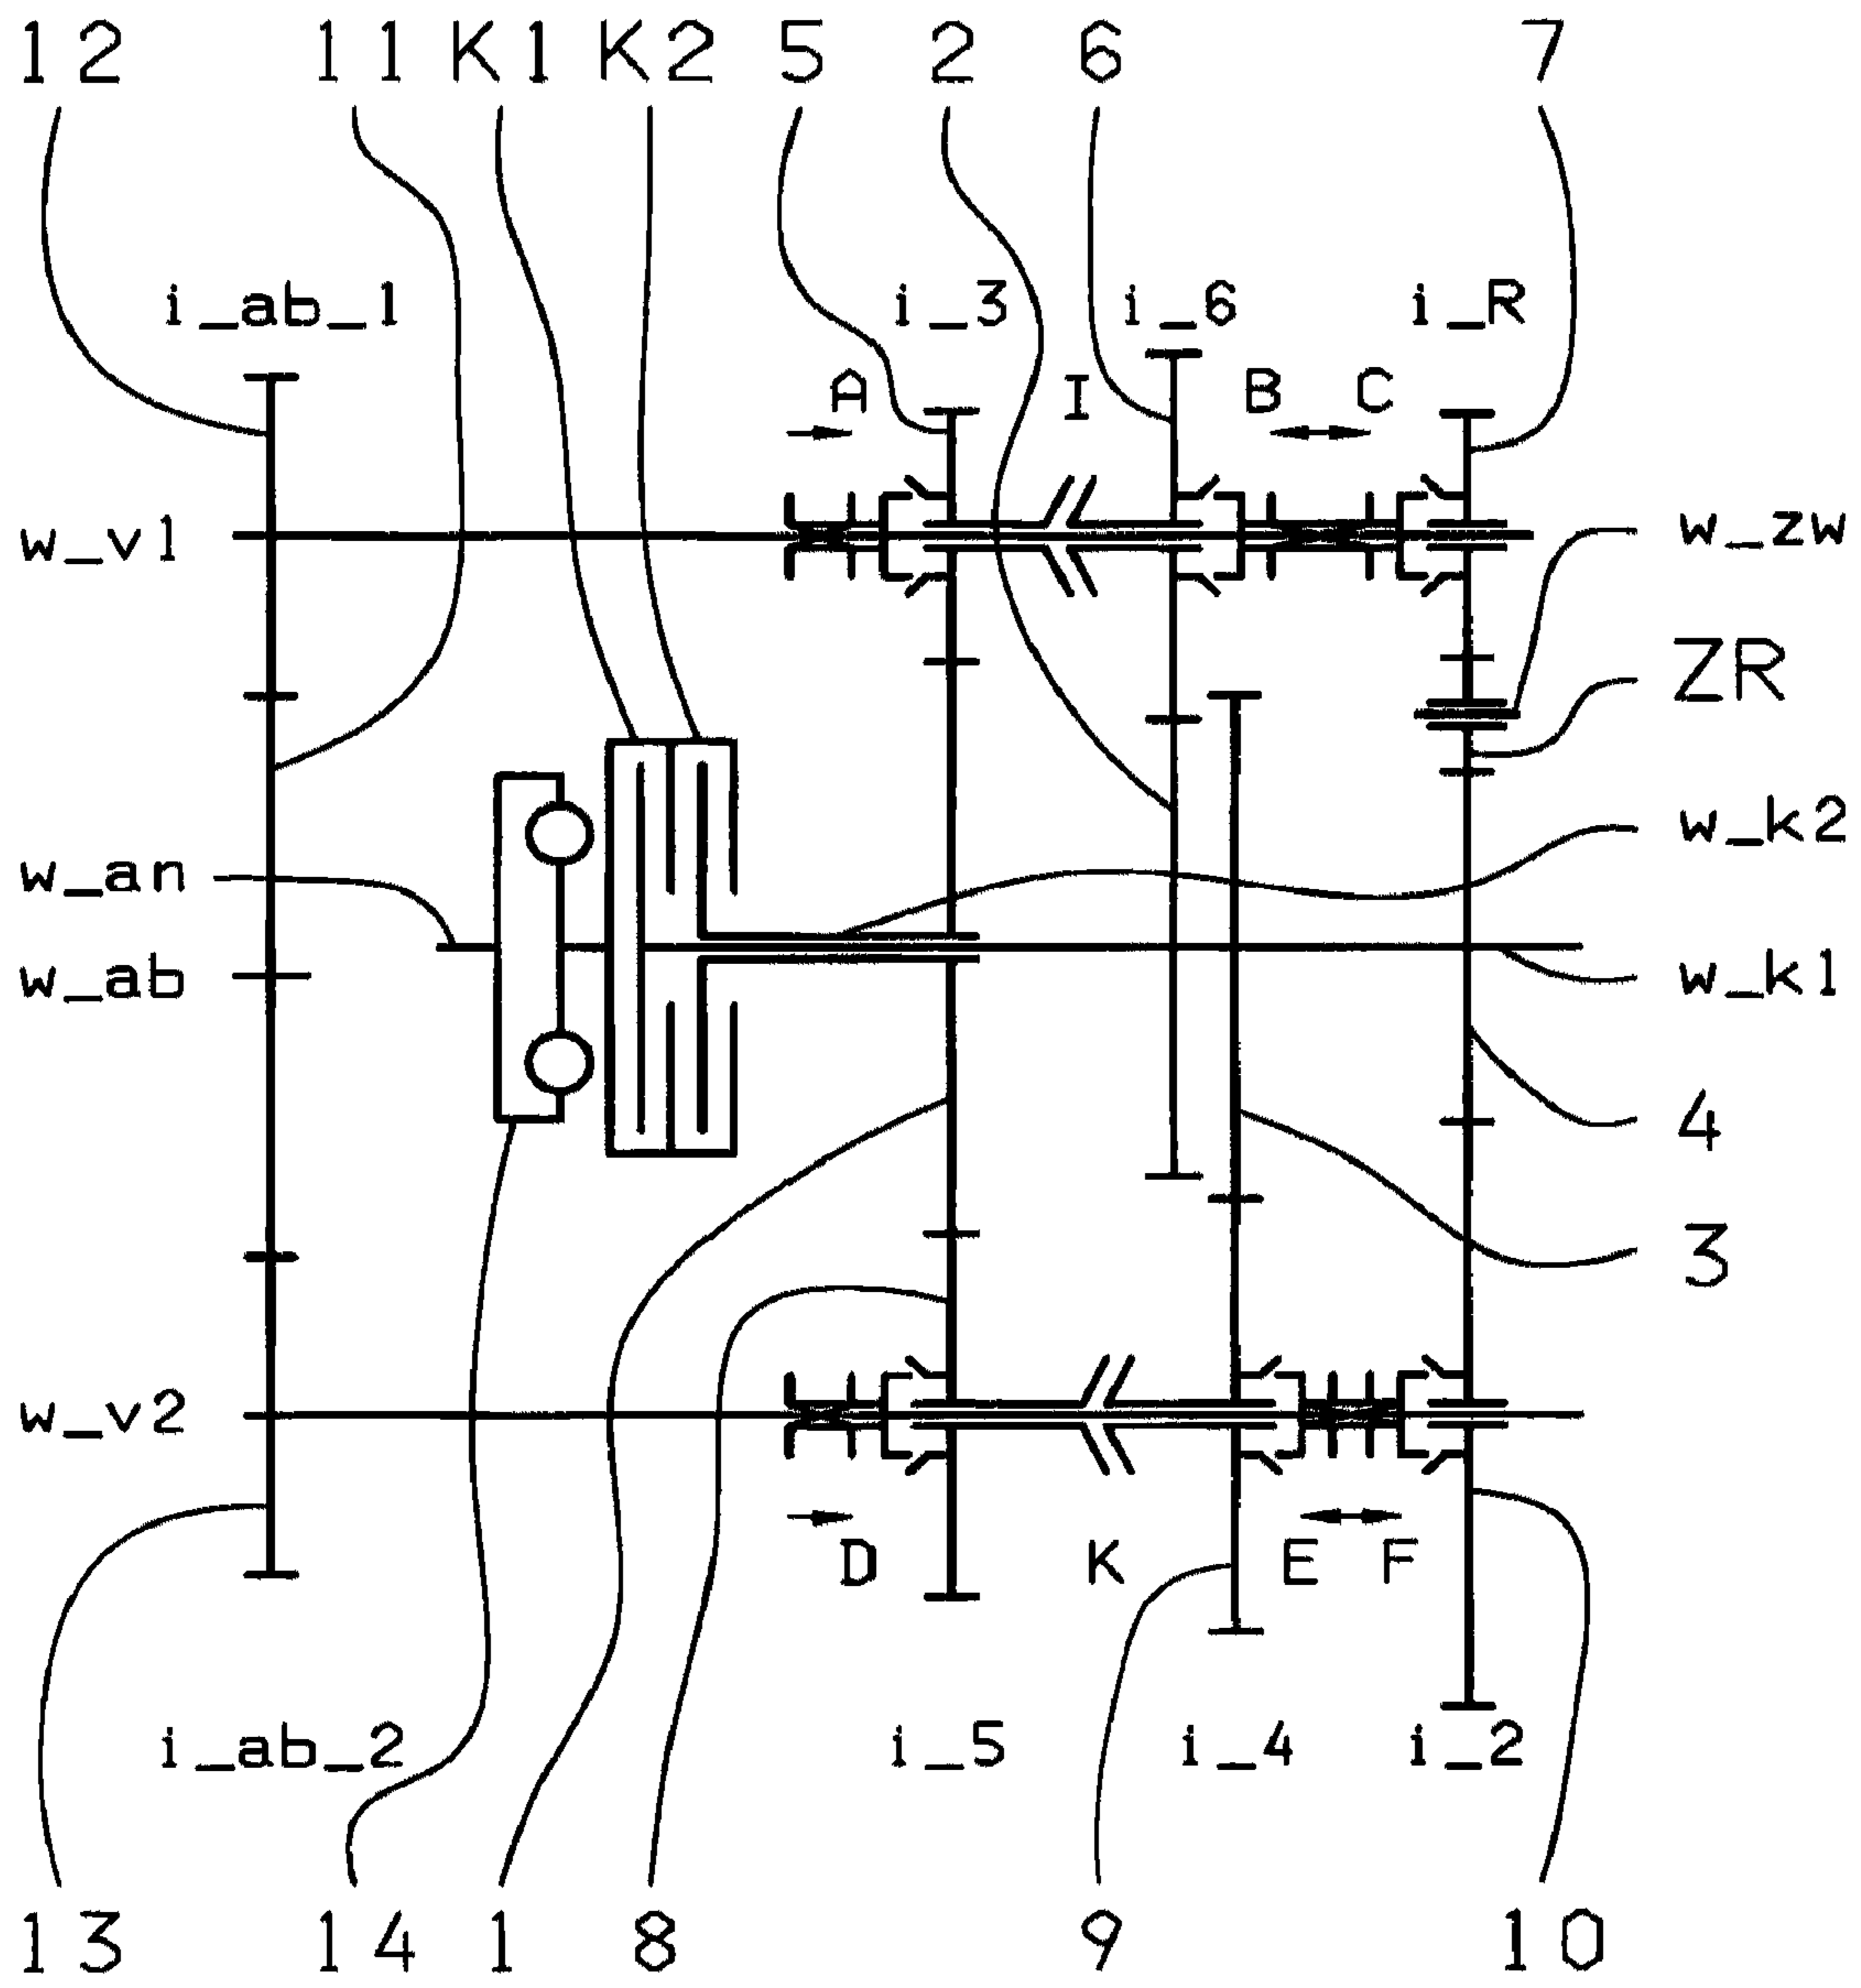 12 11 K1 K2 5 2 6 7
i_ab_1 i_3 i_6 i_R
A I B C
w_v1 w_zw
ZR
w_k2
w_an
w_ab w_k1
4
3
w_v2
D K E F
i_ab_2 i_5 i_4 i_2
13 14 1 8 9 10